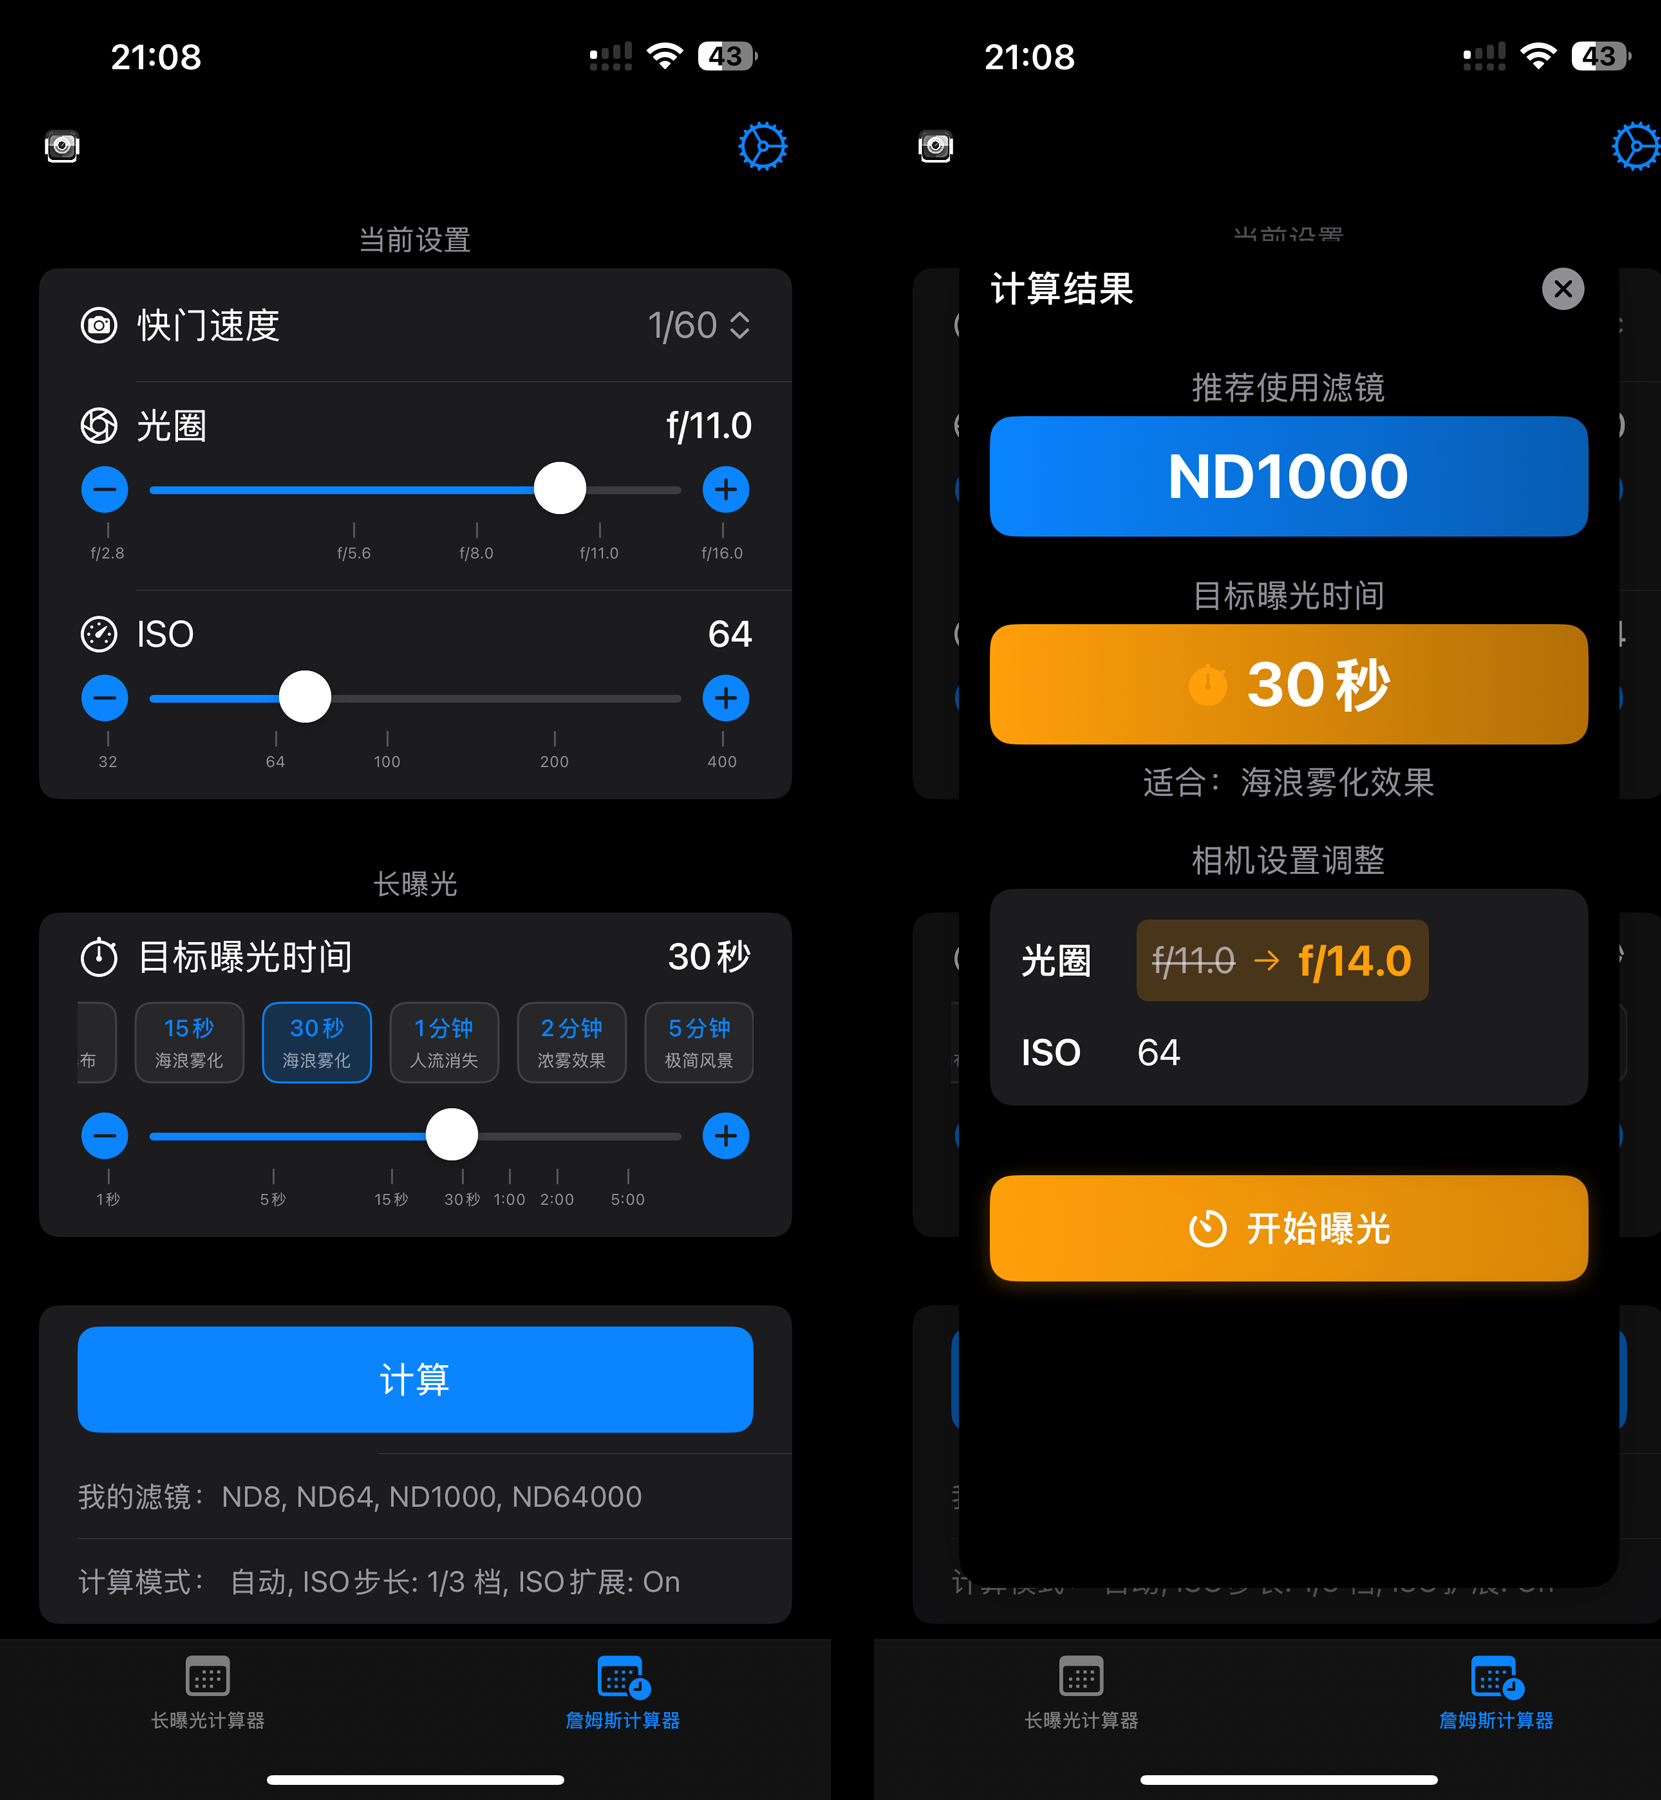 21:08
43
当前设置
快门速度 1/60
光圈 f/11.0
f/2.8 f/5.6 f/8.0 f/11.0 f/16.0
ISO 64
32 64 100 200 400
长曝光
目标曝光时间 30秒
15秒 30秒 1分钟 2分钟 5分钟
布 海浪雾化 海浪雾化 人流消失 浓雾效果 极简风景
1秒 5秒 15秒 30秒 1:00 2:00 5:00
计算
我的滤镜：ND8, ND64, ND1000, ND64000
计算模式： 自动, ISO步长: 1/3 档, ISO扩展: On
长曝光计算器 詹姆斯计算器
21:08
43
当前设置
计算结果
推荐使用滤镜
ND1000
目标曝光时间
30秒
适合：海浪雾化效果
相机设置调整
光圈 f/11.0 → f/14.0
ISO 64
开始曝光
长曝光计算器 詹姆斯计算器